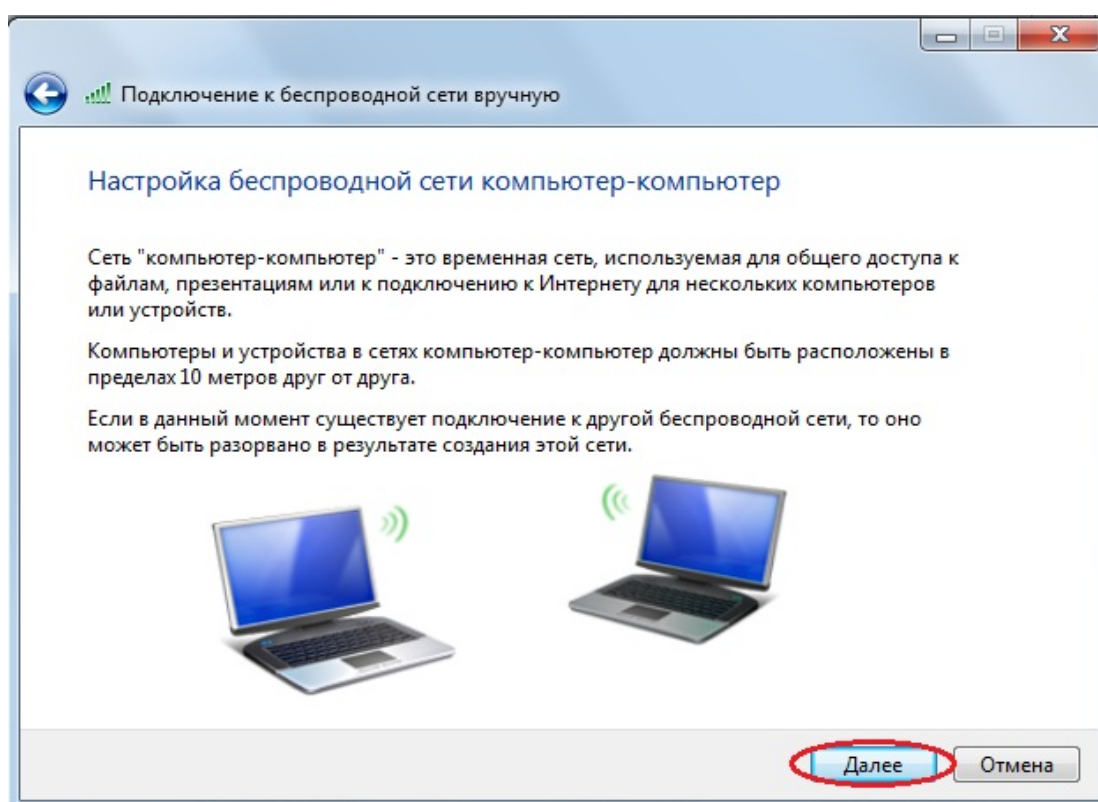 Подключение к беспроводной сети вручную
Настройка беспроводной сети компьютер-компьютер
Сеть "компьютер-компьютер" - это временная сеть, используемая для общего доступа к
файлам, презентациям или к подключению к Интернету для нескольких компьютеров
или устройств.
Компьютеры и устройства в сетях компьютер-компьютер должны быть расположены в
пределах 10 метров друг от друга.
Если в данный момент существует подключение к другой беспроводной сети, то оно
может быть разорвано в результате создания этой сети.
Далее
Отмена